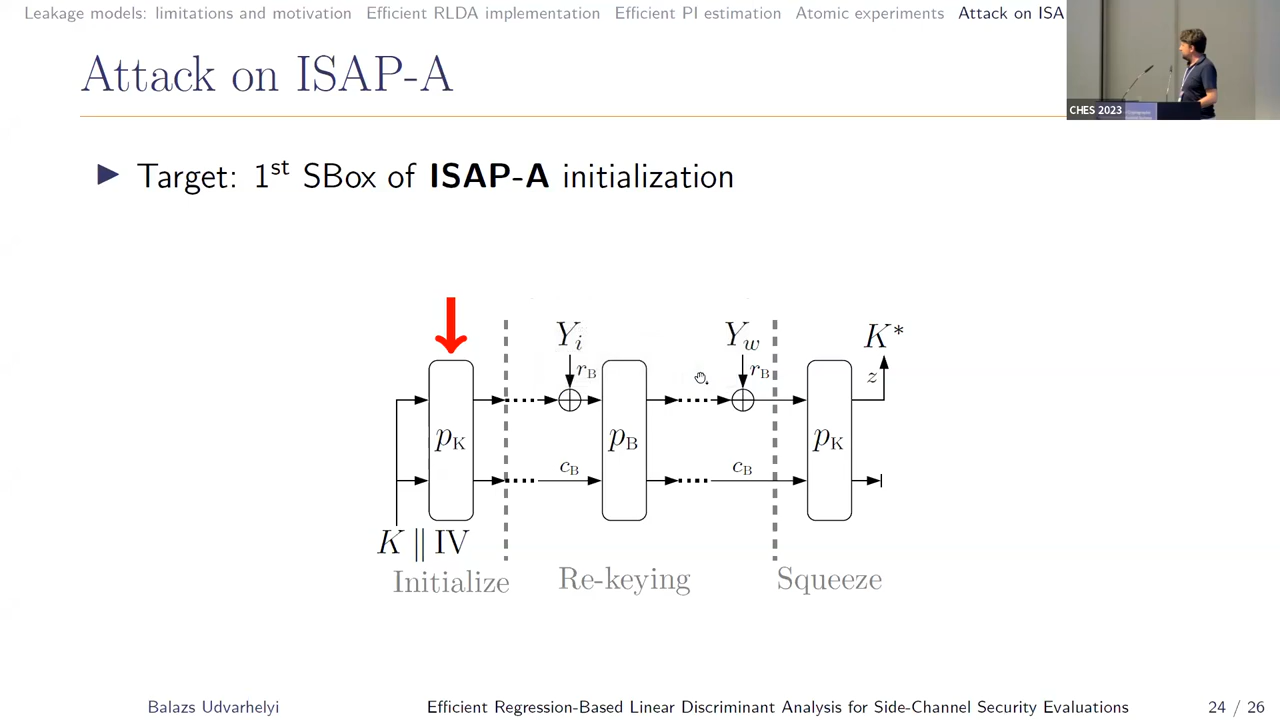 Leakage models: limitations and motivation Efficient RLDA implementation Efficient PI estimation Atomic experiments Attack on ISA
CHES 2023
Attack on ISAP-A
▶ Target: 1st SBox of ISAP-A initialization
Yi Yw K*
rB rB z
pK pB pK
cB cB
K ∥ IV
Initialize Re-keying Squeeze
Balazs Udvarhelyi Efficient Regression-Based Linear Discriminant Analysis for Side-Channel Security Evaluations 24 / 26